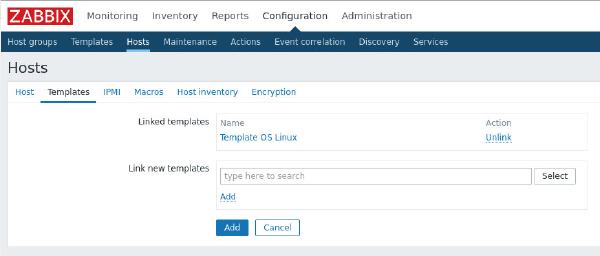 ZABBIX Monitoring Inventory Reports Configuration Administration
Host groups Templates Hosts Maintenance Actions Event correlation Discovery Services
Hosts
Host Templates IPMI Macros Host inventory Encryption
Linked templates Name Action
Template OS Linux Unlink
Link new templates
type here to search Select
Add
Add Cancel